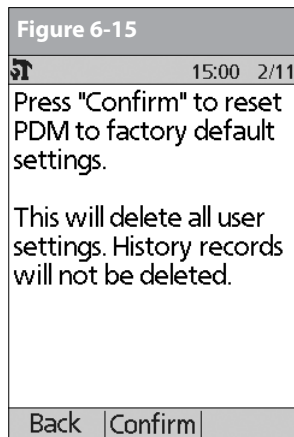 Figure 6-15
15:00 2/11
Press "Confirm" to reset
PDM to factory default
settings.
This will delete all user
settings. History records
will not be deleted.
Back Confirm